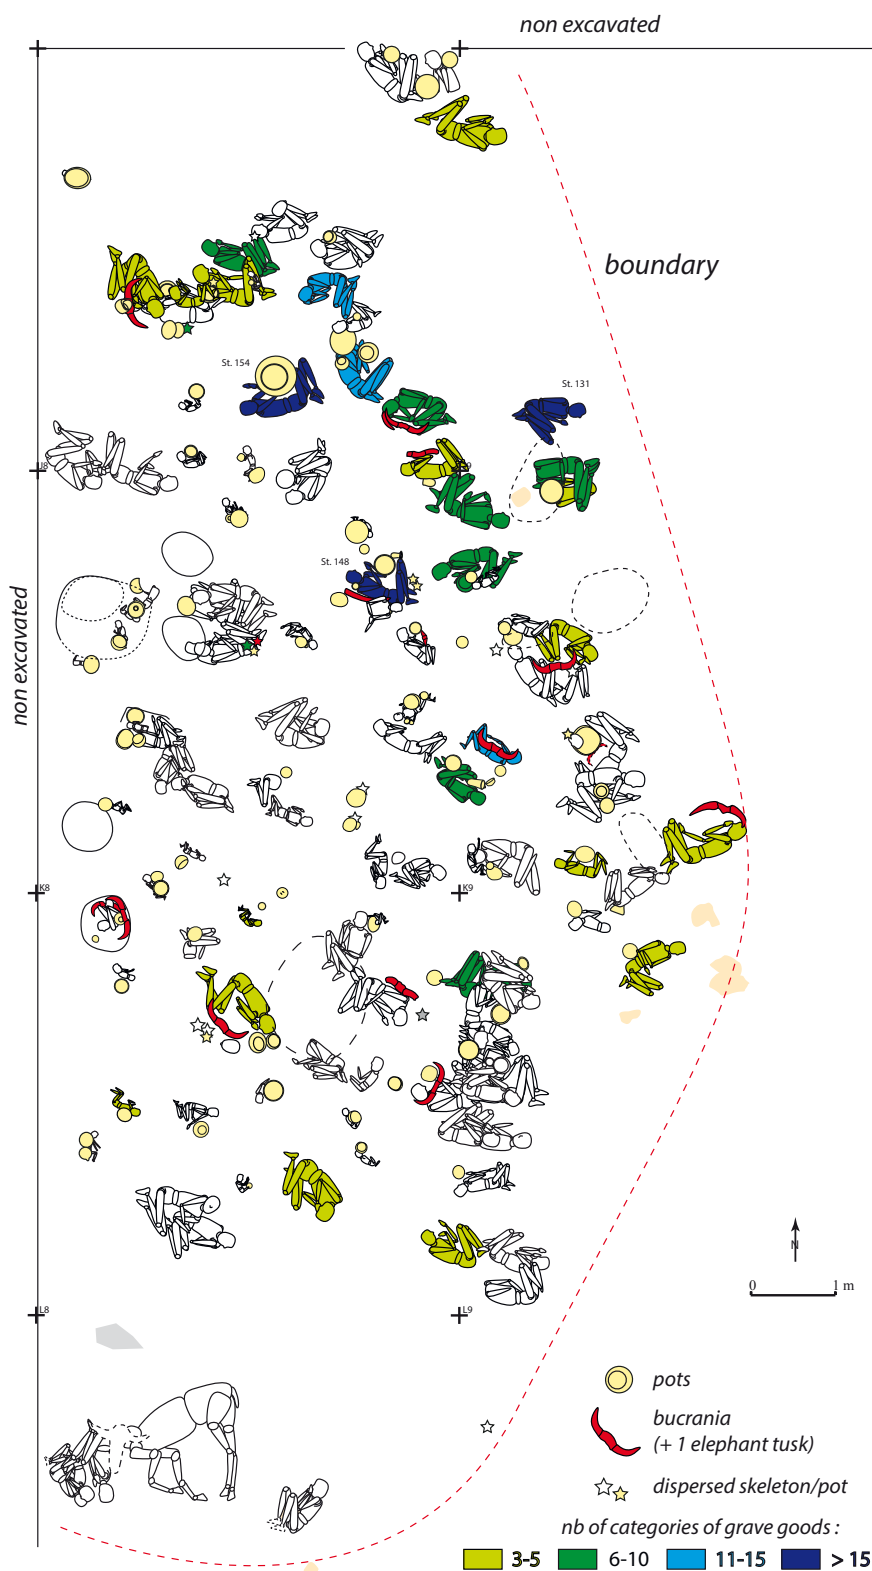 non excavated
boundary
St. 154
St. 131
J8
J9
St. 148
non excavated
K8
K9
N
0 1 m
L8
L9
pots
bucrania
(+ 1 elephant tusk)
dispersed skeleton/pot
nb of categories of grave goods :
3-5 6-10 11-15 > 15